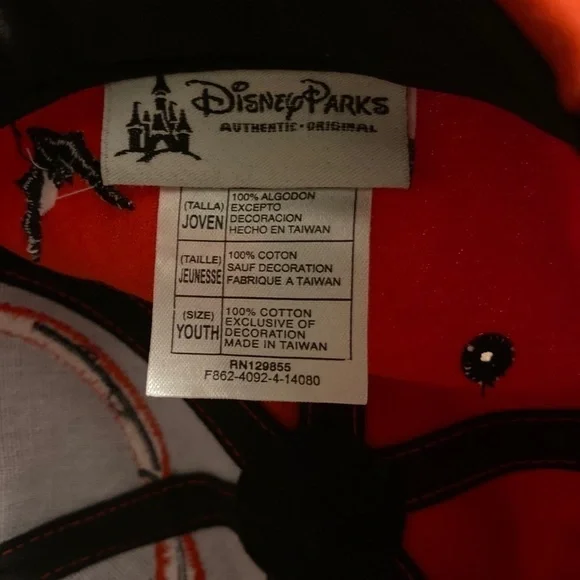 DISNEYPARKS
AUTHENTIC · ORIGINAL
(TALLA)
JOVEN
100% ALGODON
EXCEPTO
DECORACION
HECHO EN TAIWAN
(TAILLE)
JEUNESSE
100% COTON
SAUF DECORATION
FABRIQUE A TAIWAN
(SIZE)
YOUTH
100% COTTON
EXCLUSIVE OF
DECORATION
MADE IN TAIWAN
RN129855
F862-4092-4-14080